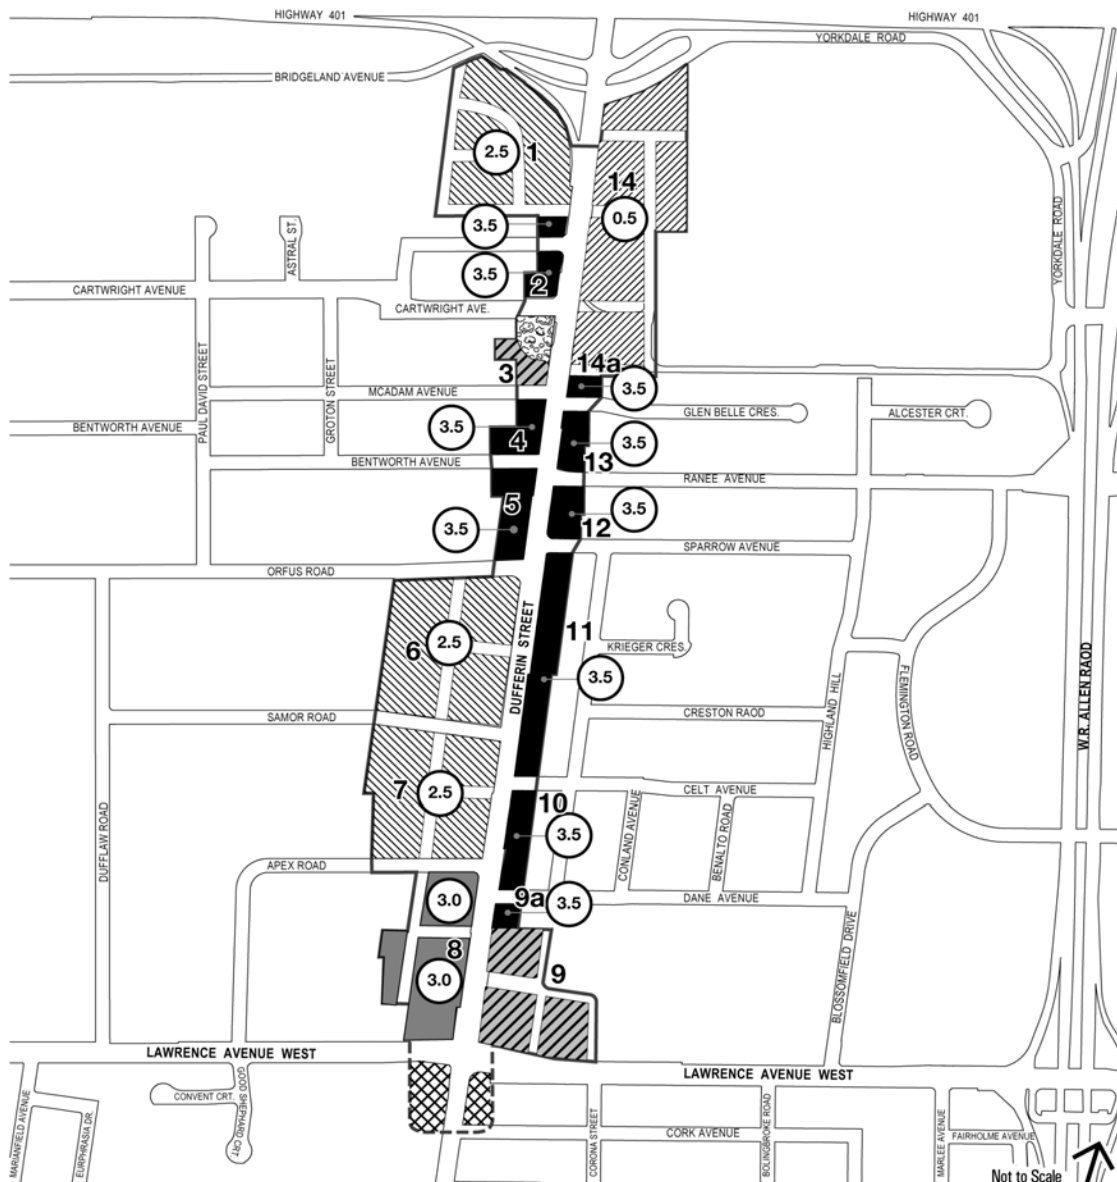 HIGHWAY 401
HIGHWAY 401
YORKDALE ROAD
BRIDGELAND AVENUE
2.5
1
14
0.5
3.5
YORKDALE ROAD
ASTRAL ST.
3.5
2
CARTWRIGHT AVENUE
CARTWRIGHT AVE.
PAUL DAVID STREET
GROTON STREET
3
14a
3.5
MCADAM AVENUE
GLEN BELLE CRES.
ALCESTER CRT.
BENTWORTH AVENUE
3.5
4
3.5
13
BENTWORTH AVENUE
RANEE AVENUE
5
3.5
3.5
12
SPARROW AVENUE
ORFUS ROAD
DUFFERIN STREET
11
6
2.5
KRIEGER CRES.
3.5
HIGHLAND HILL
FLEMINGTON ROAD
W.R. ALLEN RAOD
SAMOR ROAD
CRESTON RAOD
7
2.5
10
CELT AVENUE
3.5
CONLAND AVENUE
BENALTO ROAD
DUFFLAW ROAD
APEX ROAD
3.0
9a
3.5
DANE AVENUE
8
3.0
9
BLOSSOMFIELD DRIVE
LAWRENCE AVENUE WEST
LAWRENCE AVENUE WEST
MARIANFIELD AVENUE
EURPHRASIA DR.
CONVENT CRT.
GOOD SHEPHARD CRT.
CORONA STREET
CORK AVENUE
BOLINGBROKE ROAD
MARLEE AVENUE
FAIRHOLME AVENUE
Not to Scale